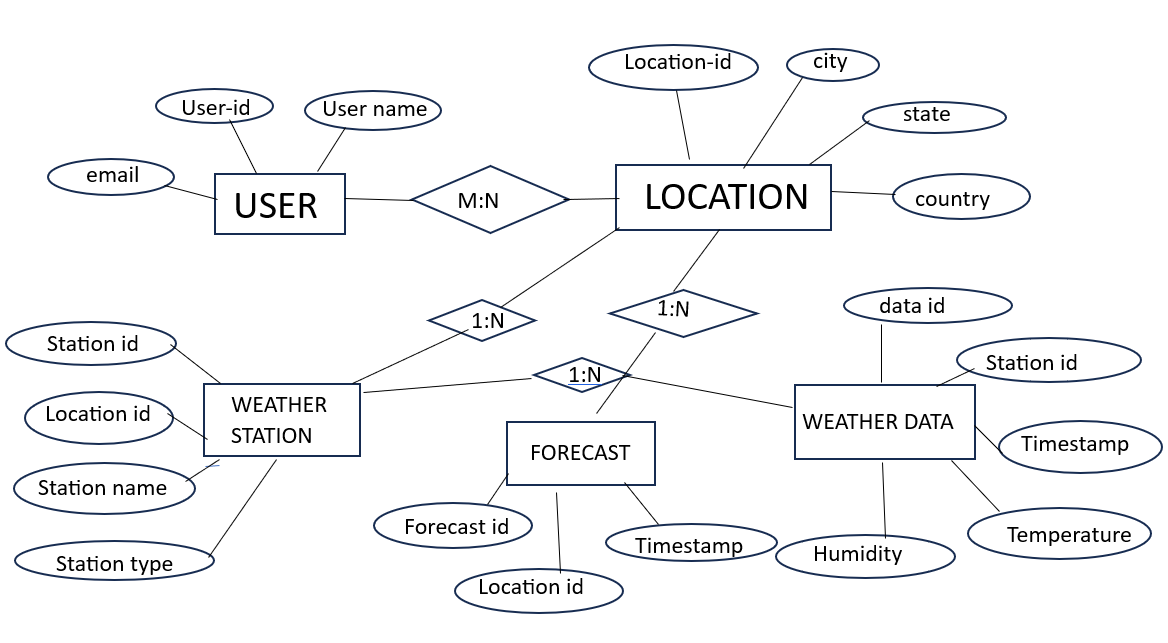 Location-id
city
User-id
User name
state
email
USER
M:N
LOCATION
country
1:N
1:N
data id
Station id
1:N
Station id
Location id
WEATHER
STATION
WEATHER DATA
Timestamp
FORECAST
Station name
Forecast id
Timestamp
Temperature
Humidity
Station type
Location id